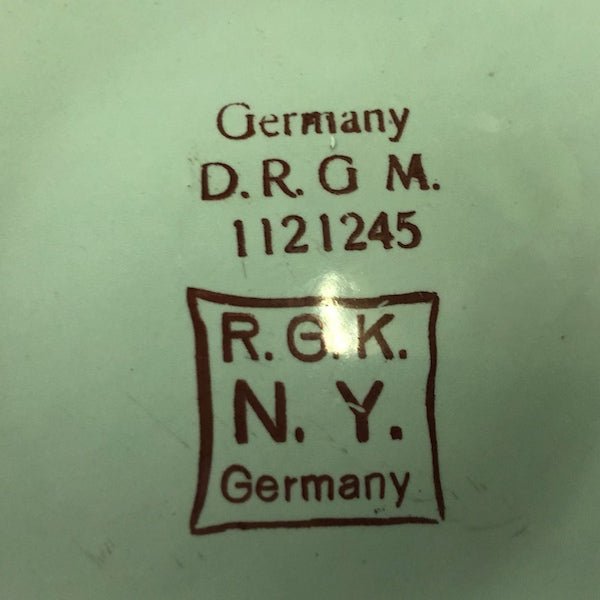 Germany
D. R. G M.
1121245
R. G. K.
N. Y.
Germany